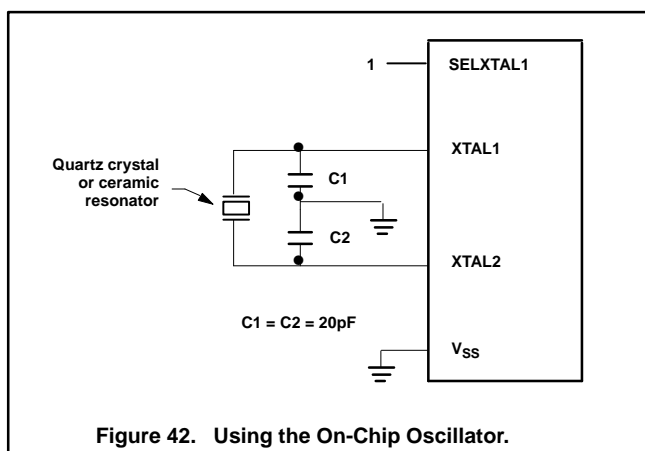 1
SELXTAL1
XTAL1
Quartz crystal
or ceramic
resonator
C1
C2
XTAL2
C1 = C2 = 20pF
VSS
Figure 42. Using the On-Chip Oscillator.